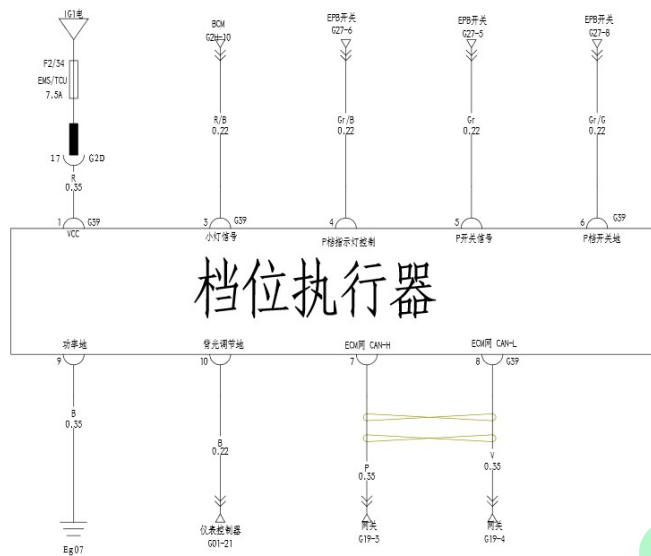 IG1电
BCM
G2H-10
EPB开关
G27-6
EPB开关
G27-5
EPB开关
G27-8
F2/34
EMS/TCU
7.5A
R/B
0.22
Gr/B
0.22
Gr
0.22
Gr/G
0.22
17 G2D
R
0.35
1 G39
3 G39
4
5
6 G39
VCC
小灯信号
P档指示灯控制
P开关信号
P档开关地
档位执行器
功率地
背光调节地
ECM网 CAN-H
ECM网 CAN-L
9
10
7
8 G39
B
0.35
B
0.22
P
0.35
V
0.35
Eg07
仪表控制器
G01-21
网关
G19-3
网关
G19-4